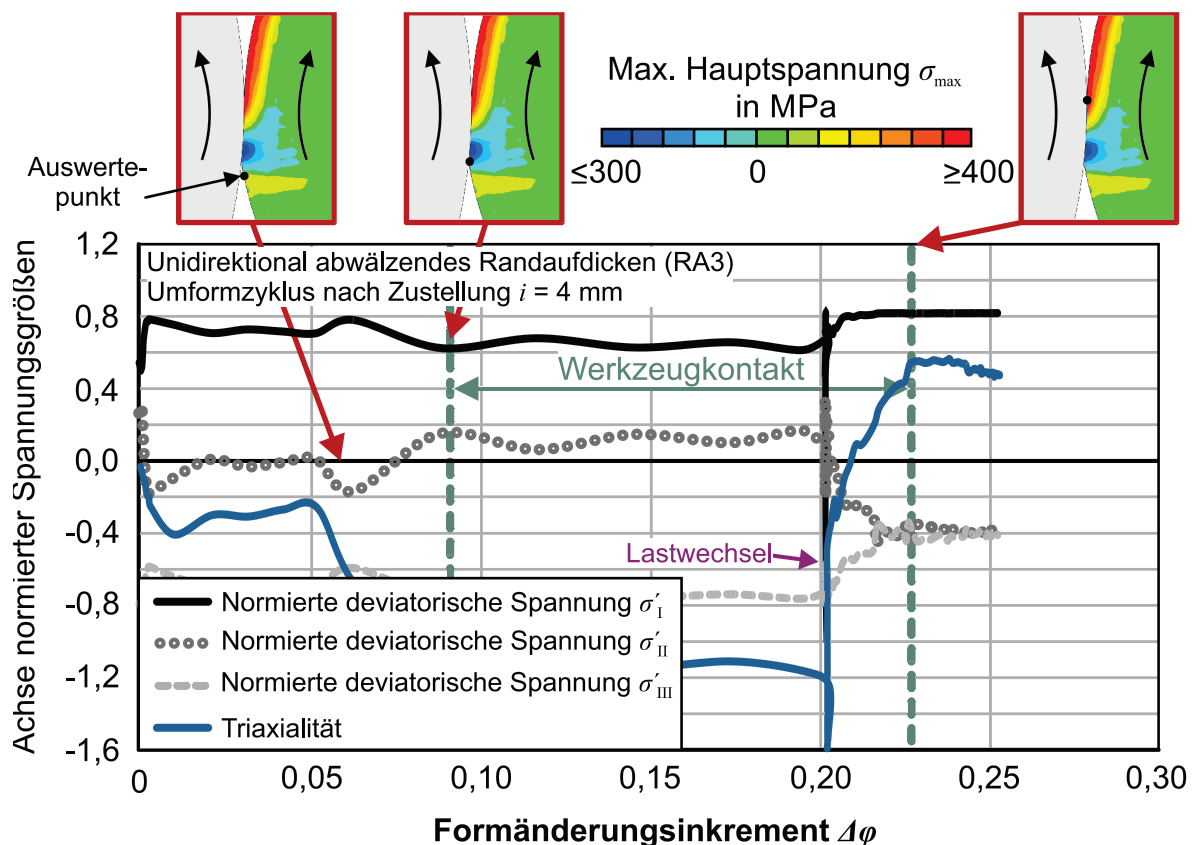 Max. Hauptspannung σmax
in MPa
≤300
0
≥400
Auswerte-
punkt
Achse normierter Spannungsgrößen
1,2
0,8
0,4
0,0
-0,4
-0,8
-1,2
-1,6
Unidirektional abwälzendes Randaufdicken (RA3)
Umformzyklus nach Zustellung i = 4 mm
Werkzeugkontakt
Lastwechsel
Normierte deviatorische Spannung σ′I
Normierte deviatorische Spannung σ′II
Normierte deviatorische Spannung σ′III
Triaxialität
0
0,05
0,10
0,15
0,20
0,25
0,30
Formänderungsinkrement Δφ